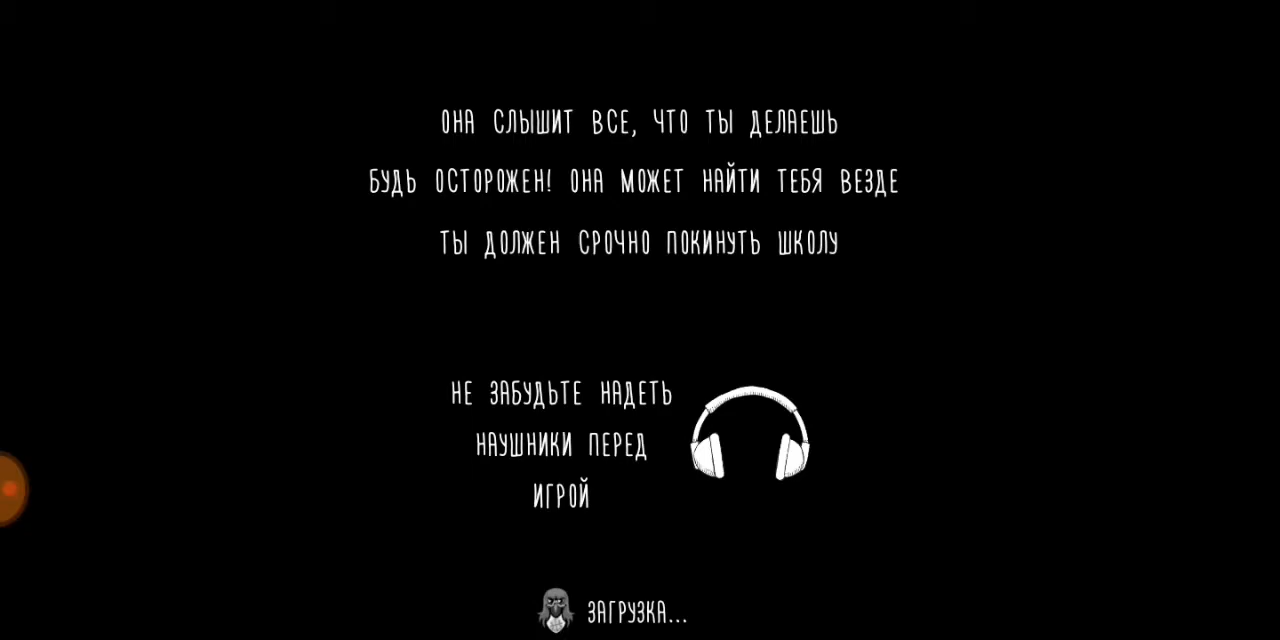 ОНА СЛЫШИТ ВСЕ, ЧТО ТЫ ДЕЛАЕШЬ
БУДЬ ОСТОРОЖЕН! ОНА МОЖЕТ НАЙТИ ТЕБЯ ВЕЗДЕ
ТЫ ДОЛЖЕН СРОЧНО ПОКИНУТЬ ШКОЛУ
НЕ ЗАБУДЬТЕ НАДЕТЬ
НАУШНИКИ ПЕРЕД
ИГРОЙ
ЗАГРУЗКА...